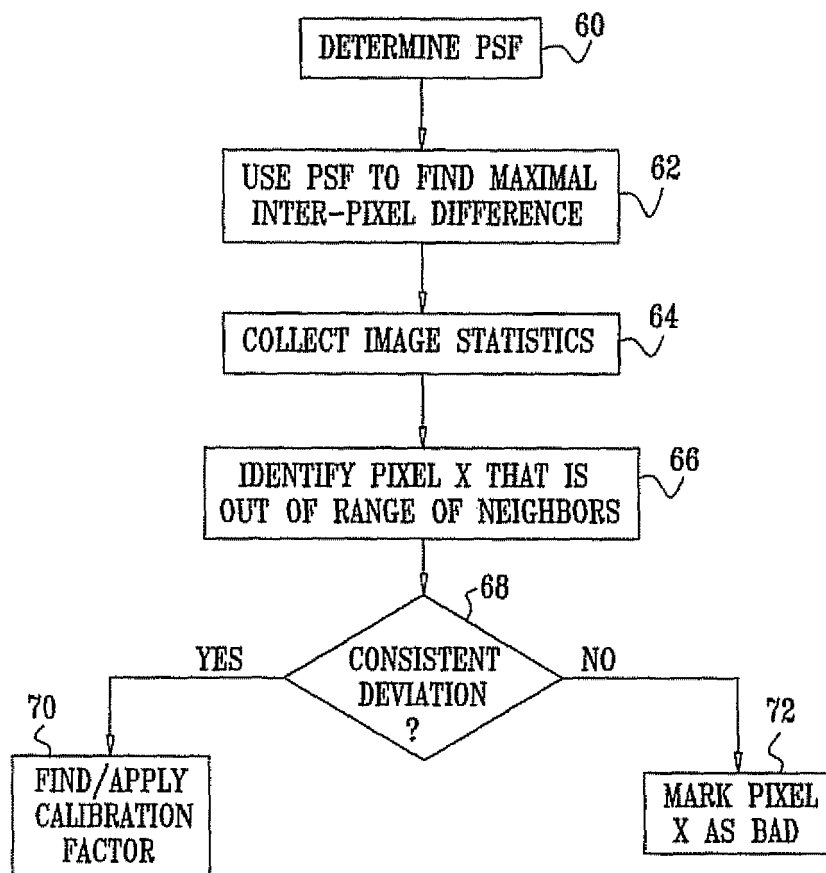 DETERMINE PSF
60
USE PSF TO FIND MAXIMAL
INTER-PIXEL DIFFERENCE
62
COLLECT IMAGE STATISTICS
64
IDENTIFY PIXEL X THAT IS
OUT OF RANGE OF NEIGHBORS
66
68
YES
CONSISTENT
DEVIATION
?
NO
70
FIND/APPLY
CALIBRATION
FACTOR
72
MARK PIXEL
X AS BAD